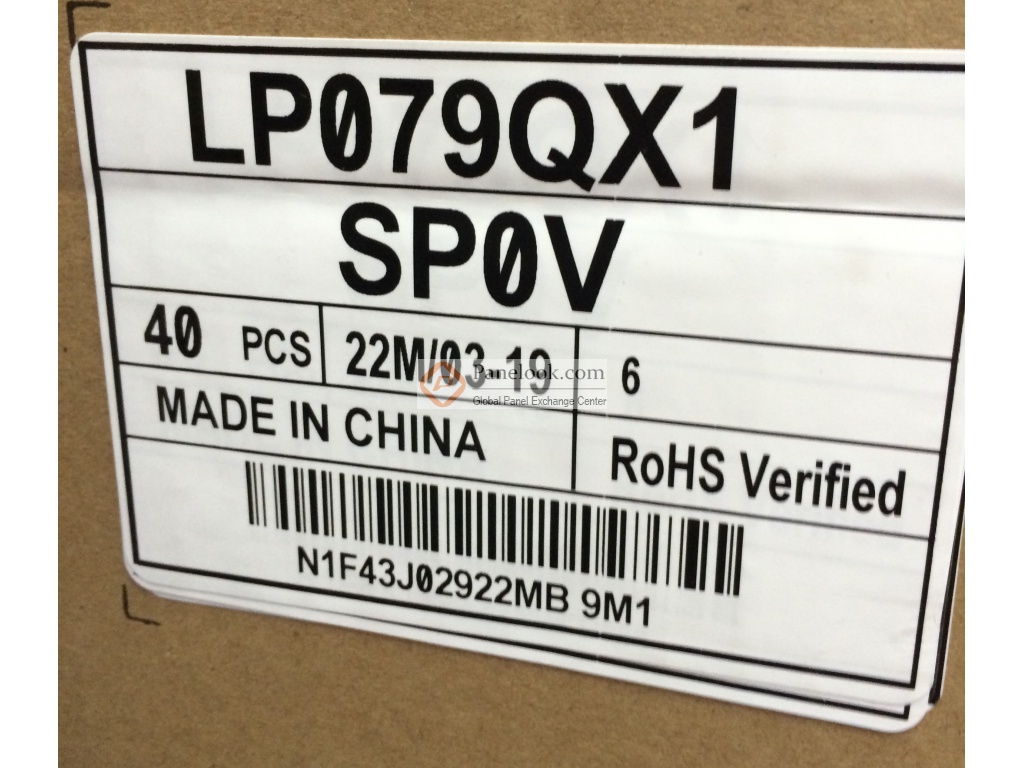 LP079QX1
SP0V
40 PCS 22M/03-19 6
MADE IN CHINA
RoHS Verified
N1F43J02922MB 9M1
Panelook.com
Global Panel Exchange Center